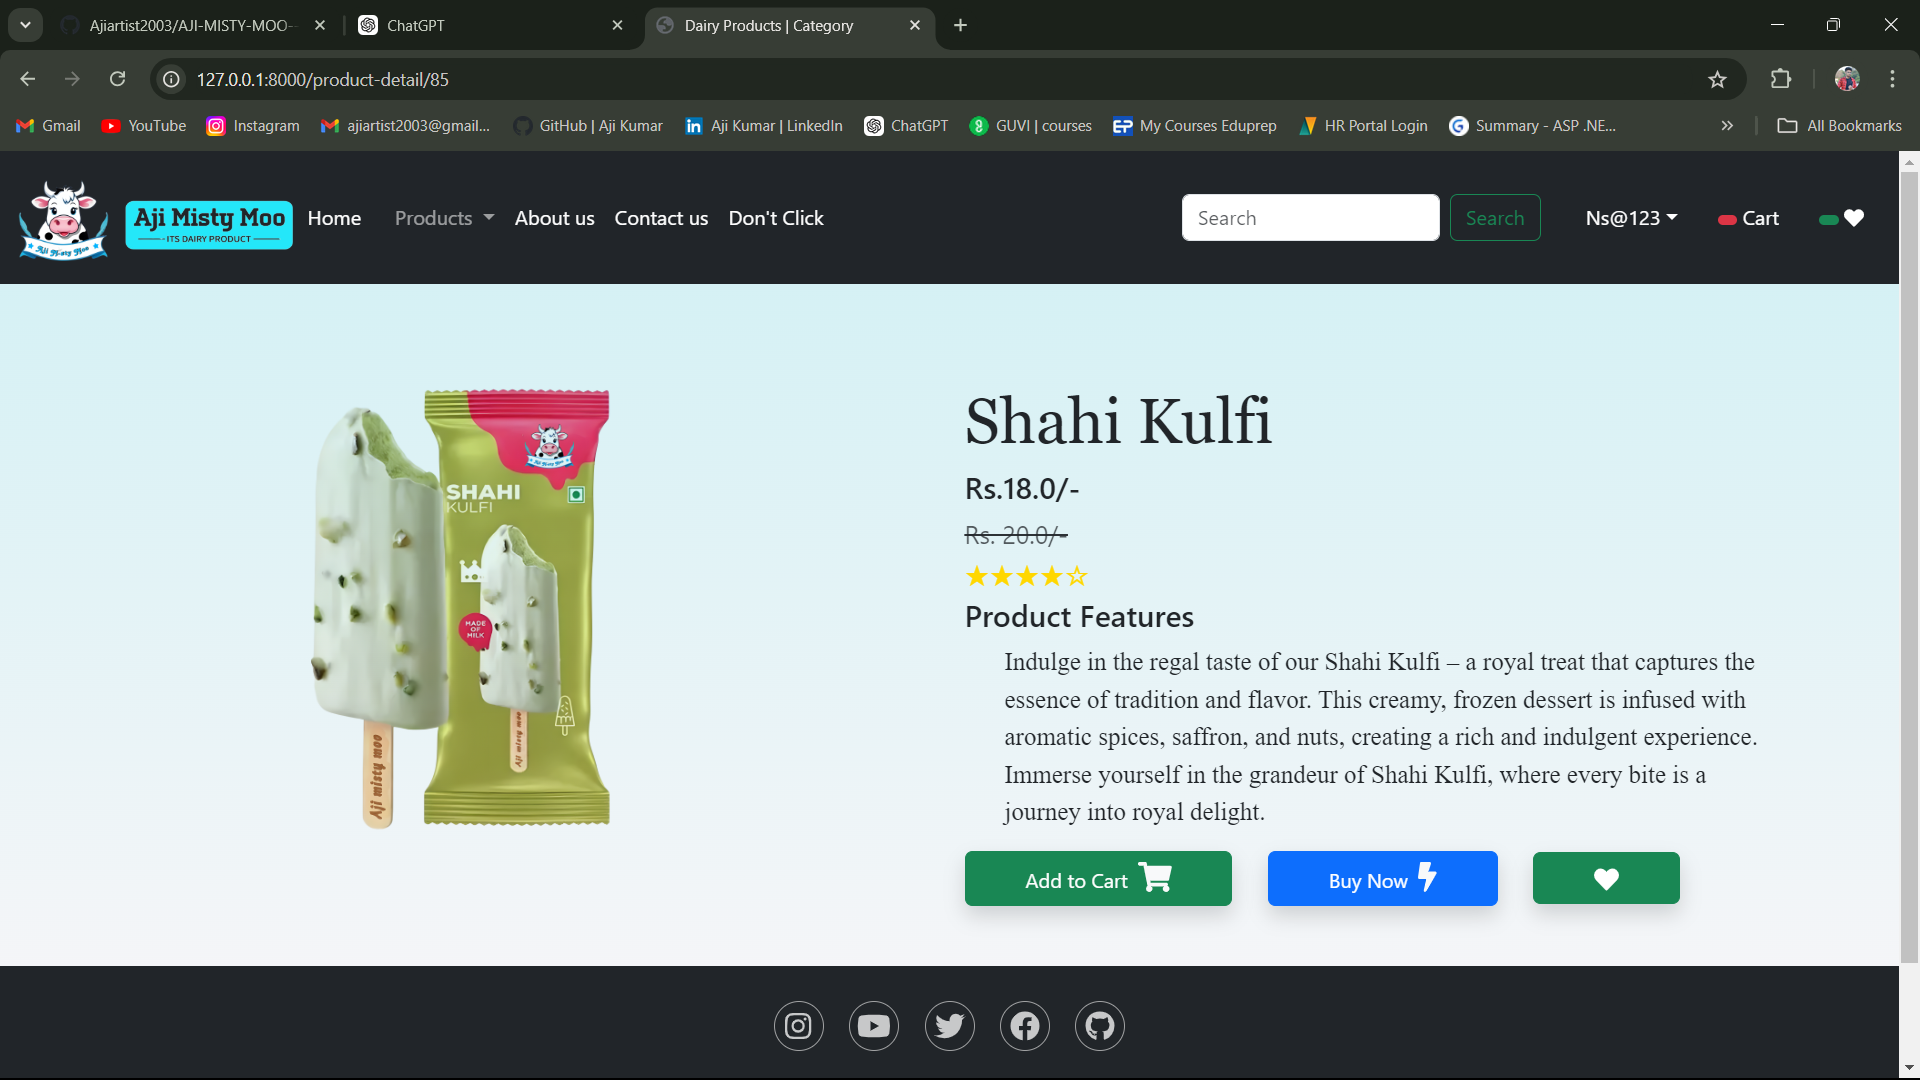 Ajiartist2003/AJI-MISTY-MOO-
ChatGPT
Dairy Products | Category
127.0.0.1:8000/product-detail/85
Gmail
YouTube
Instagram
ajiartist2003@gmail...
GitHub | Aji Kumar
Aji Kumar | LinkedIn
ChatGPT
GUVI | courses
EP
My Courses Eduprep
HR Portal Login
Summary - ASP .NE...
All Bookmarks
Aji Misty Moo
Aji Misty Moo
ITS DAIRY PRODUCT
Home
Products
About us
Contact us
Don't Click
Search
Search
Ns@123
Cart
SHAHI
KULFI
MADE
OF
MILK
Aji misty moo
Aji misty moo
Shahi Kulfi
Rs.18.0/-
Rs. 20.0/-
★★★★☆
Product Features
Indulge in the regal taste of our Shahi Kulfi – a royal treat that captures the
essence of tradition and flavor. This creamy, frozen dessert is infused with
aromatic spices, saffron, and nuts, creating a rich and indulgent experience.
Immerse yourself in the grandeur of Shahi Kulfi, where every bite is a
journey into royal delight.
Add to Cart
Buy Now